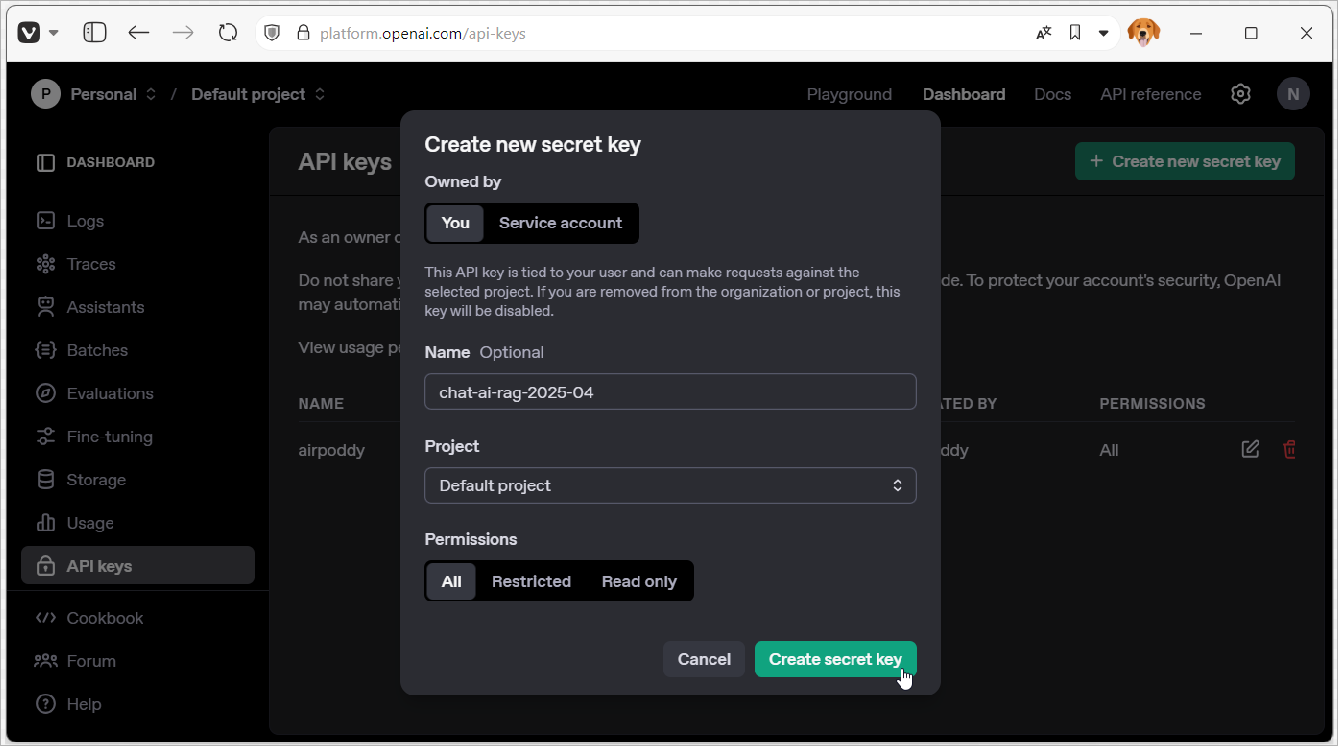 platform.openai.com/api-keys
P Personal / Default project
Playground Dashboard Docs API reference N
DASHBOARD
Logs
Traces
Assistants
Batches
Evaluations
Fine-tuning
Storage
Usage
API keys
Cookbook
Forum
Help
API keys
+ Create new secret key
As an owner
Do not share
de. To protect your account's security, OpenAI
may automati
View usage p
NAME
ATED BY
PERMISSIONS
airpoddy
ddy
All
Create new secret key
Owned by
You Service account
This API key is tied to your user and can make requests against the
selected project. If you are removed from the organization or project, this
key will be disabled.
Name Optional
chat-ai-rag-2025-04
Project
Default project
Permissions
All Restricted Read only
Cancel Create secret key